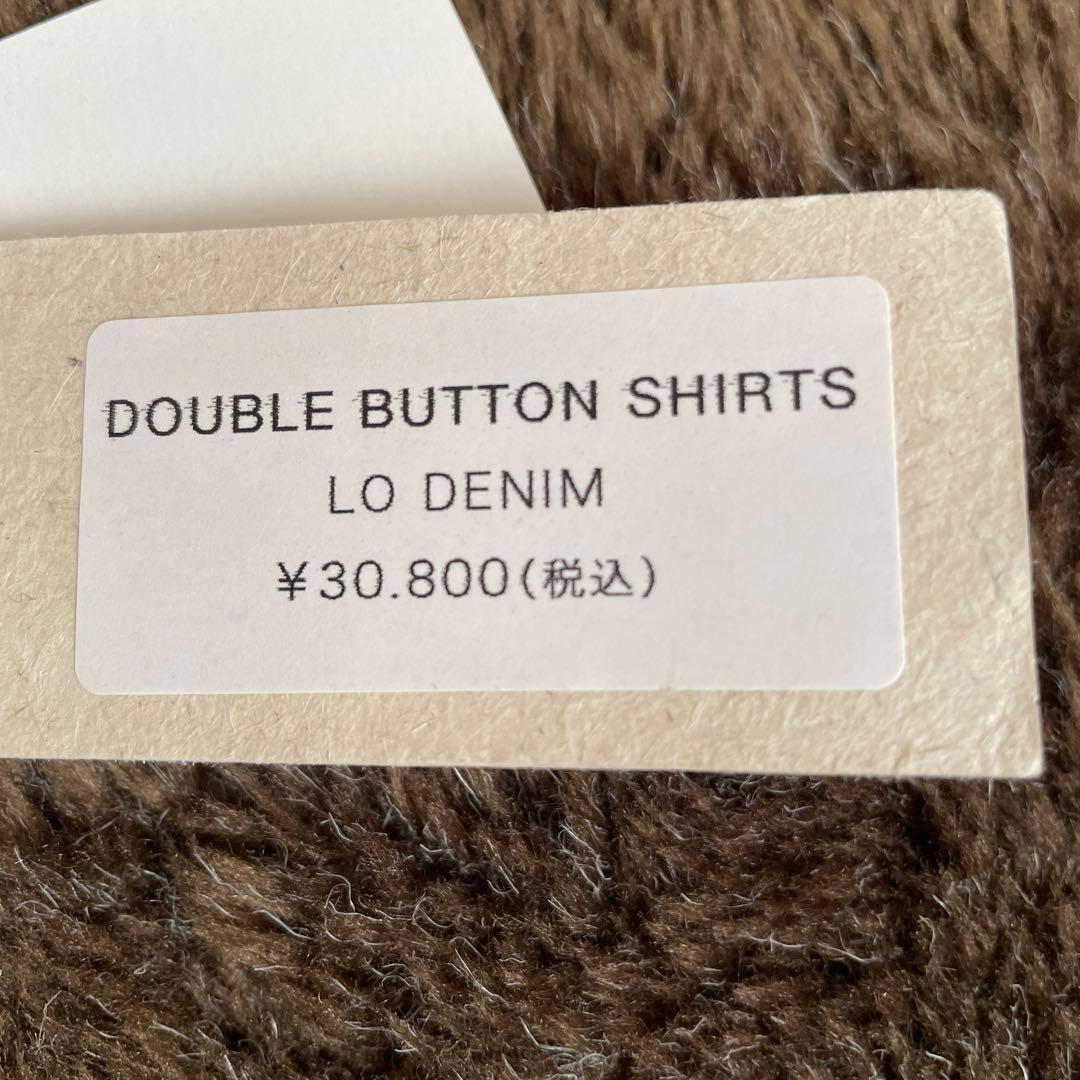 DOUBLE BUTTON SHIRTS
LO DENIM
¥30.800(税込)